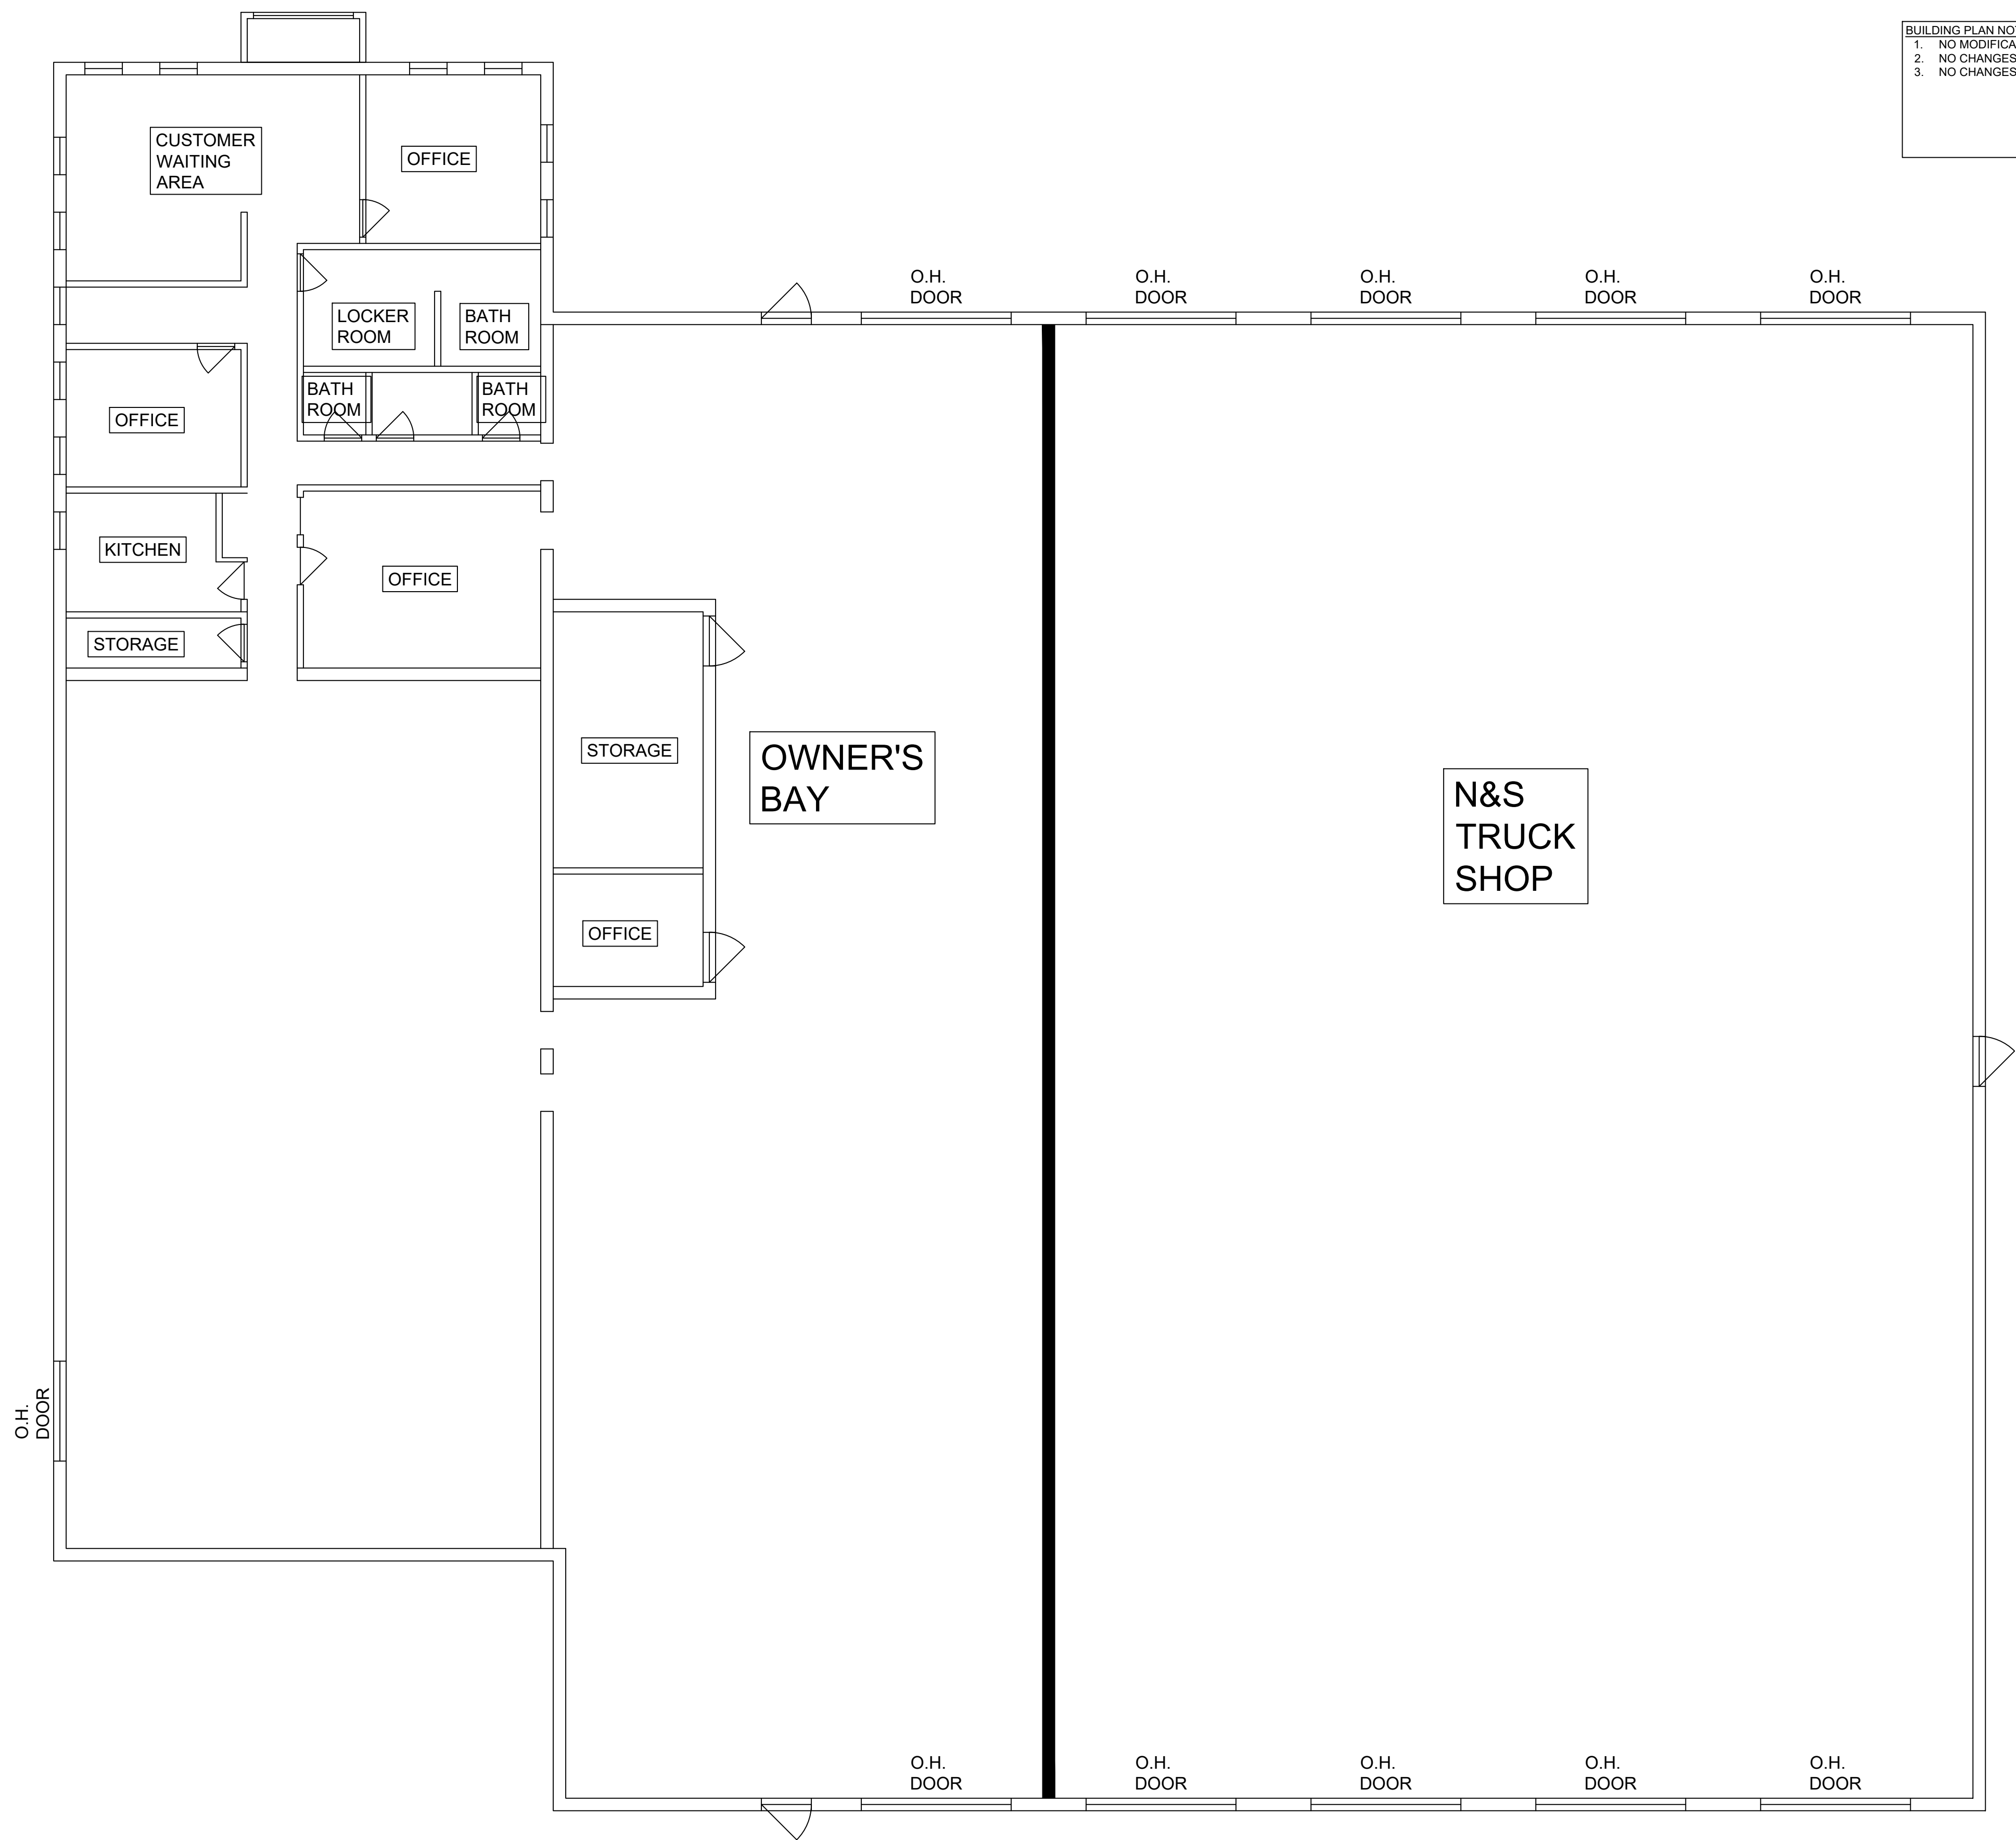 BUILDING PLAN NO
1. NO MODIFICA
2. NO CHANGES
3. NO CHANGES
CUSTOMER
WAITING
AREA
OFFICE
O.H.
DOOR
O.H.
DOOR
O.H.
DOOR
O.H.
DOOR
O.H.
DOOR
LOCKER
ROOM
BATH
ROOM
BATH
ROOM
BATH
ROOM
OFFICE
KITCHEN
OFFICE
STORAGE
STORAGE
OWNER'S
BAY
N&S
TRUCK
SHOP
OFFICE
O.H.
DOOR
O.H.
DOOR
O.H.
DOOR
O.H.
DOOR
O.H.
DOOR
O.H.
DOOR